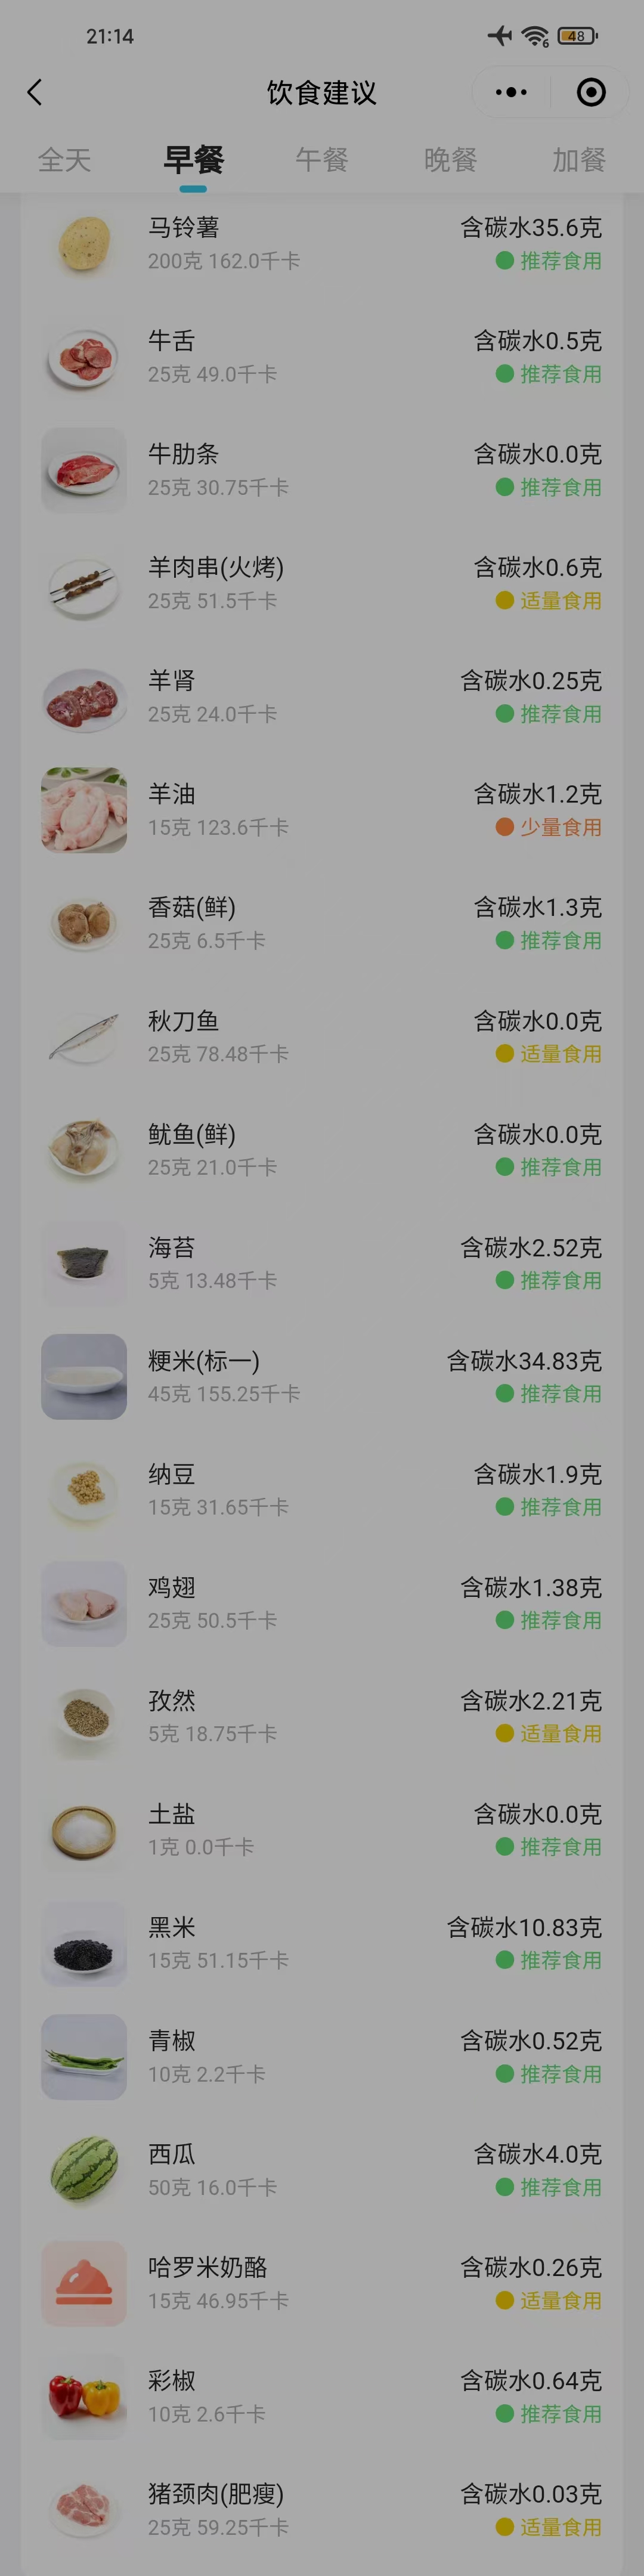 21:14
6
48
饮食建议
全天 早餐 午餐 晚餐 加餐
马铃薯 含碳水35.6克
200克 162.0千卡 推荐食用
牛舌 含碳水0.5克
25克 49.0千卡 推荐食用
牛肋条 含碳水0.0克
25克 30.75千卡 推荐食用
羊肉串(火烤) 含碳水0.6克
25克 51.5千卡 适量食用
羊肾 含碳水0.25克
25克 24.0千卡 推荐食用
羊油 含碳水1.2克
15克 123.6千卡 少量食用
香菇(鲜) 含碳水1.3克
25克 6.5千卡 推荐食用
秋刀鱼 含碳水0.0克
25克 78.48千卡 适量食用
鱿鱼(鲜) 含碳水0.0克
25克 21.0千卡 推荐食用
海苔 含碳水2.52克
5克 13.48千卡 推荐食用
粳米(标一) 含碳水34.83克
45克 155.25千卡 推荐食用
纳豆 含碳水1.9克
15克 31.65千卡 推荐食用
鸡翅 含碳水1.38克
25克 50.5千卡 推荐食用
孜然 含碳水2.21克
5克 18.75千卡 适量食用
土盐 含碳水0.0克
1克 0.0千卡 推荐食用
黑米 含碳水10.83克
15克 51.15千卡 推荐食用
青椒 含碳水0.52克
10克 2.2千卡 推荐食用
西瓜 含碳水4.0克
50克 16.0千卡 推荐食用
哈罗米奶酪 含碳水0.26克
15克 46.95千卡 适量食用
彩椒 含碳水0.64克
10克 2.6千卡 推荐食用
猪颈肉(肥瘦) 含碳水0.03克
25克 59.25千卡 适量食用